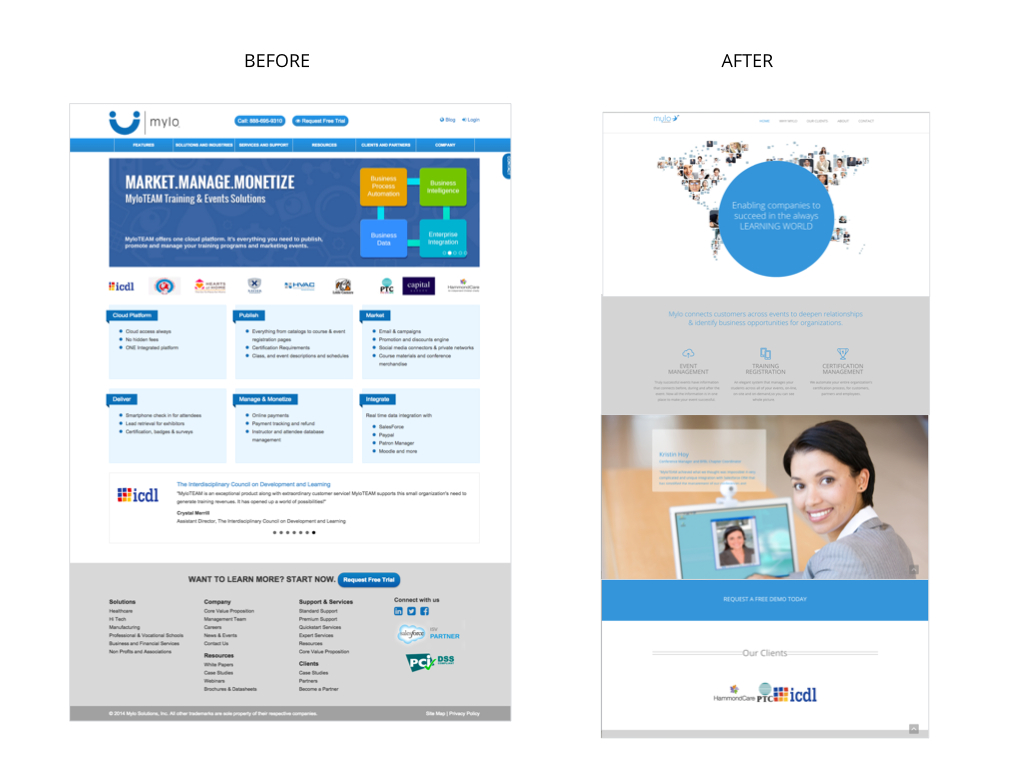 BEFORE
AFTER
mylo
Call: 888-695-9310
Request Free Trial
Blog
Login
FEATURED
SOLUTIONS AND INDUSTRIES
SERVICES AND SUPPORT
RESOURCES
CLIENTS AND PARTNERS
COMPANY
MARKET.MANAGE.MONETIZE
MyloTEAM Training & Events Solutions
MyloTEAM offers one cloud platform. It's everything you need to publish,
promote and manage your training programs and marketing events.
Business
Process
Automation
Business
Intelligence
Business
Data
Enterprise
Integration
icdl
HEARTS
HVAC
PTC
capital
HammondCare
Cloud Platform
Cloud access always
No hidden fees
ONE integrated platform
Publish
Everything from catalogs to course & event
registration pages
Certification Requirements
Class, and event descriptions and schedules
Market
Email & campaigns
Promotion and discounts engine
Social media connectors & private networks
Course materials and conference
merchandise
Deliver
Smartphone check in for attendees
Lead retrieval for exhibitors
Certification, badges & surveys
Manage & Monetize
Online payments
Payment tracking and refund
Instructor and attendee database
management
Integrate
Real time data integration with
SalesForce
Paypal
Patron Manager
Moodle and more
icdl
The Interdisciplinary Council on Development and Learning
"MyloTEAM is an exceptional product along with extraordinary customer service! MyloTEAM supports this small organization's need to
generate training revenues. It has opened up a world of possibilities!"
Crystal Merrill
Assistant Director, The Interdisciplinary Council on Development and Learning
WANT TO LEARN MORE? START NOW.
Request Free Trial
Solutions
Healthcare
Hi Tech
Manufacturing
Professional & Vocational Schools
Business and Financial Services
Non Profits and Associations
Company
Core Value Proposition
Management Team
Careers
News & Events
Contact Us
Resources
White Papers
Case Studies
Webinars
Brochures & Datasheets
Support & Services
Standard Support
Premium Support
Quickstart Services
Expert Services
Resources
Core Value Proposition
Clients
Case Studies
Partners
Become a Partner
Connect with us
salesforce
PARTNER
PCI DSS
© 2014 Mylo Solutions, Inc. All other trademarks are sole property of their respective companies.
Site Map | Privacy Policy
mylo
HOME
WHY MYLO
OUR CLIENTS
ABOUT
CONTACT
Enabling companies to
succeed in the always
LEARNING WORLD
Mylo connects customers across events to deepen relationships
& identify business opportunities for organizations.
EVENT
MANAGEMENT
TRAINING
REGISTRATION
CERTIFICATION
MANAGEMENT
Kristin Hoy
REQUEST A FREE DEMO TODAY
Our Clients
HammondCare
PTC
icdl